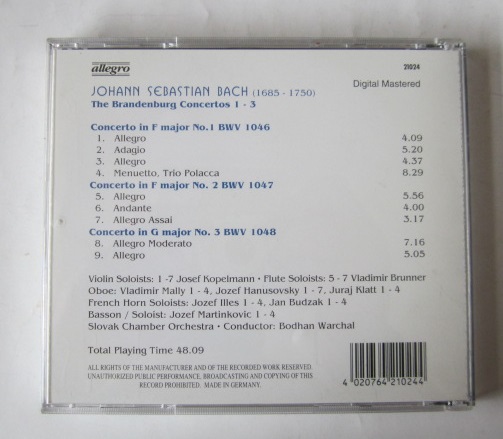 allegro
21024
JOHANN SEBASTIAN BACH (1685 - 1750)
Digital Mastered
The Brandenburg Concertos 1 - 3
Concerto in F major No.1 BWV 1046
1. Allegro 4.09
2. Adagio 5.20
3. Allegro 4.37
4. Menuetto, Trio Polacca 8.29
Concerto in F major No. 2 BWV 1047
5. Allegro 5.56
6. Andante 4.00
7. Allegro Assai 3.17
Concerto in G major No. 3 BWV 1048
8. Allegro Moderato 7.16
9. Allegro 5.05
Violin Soloists: 1 -7 Josef Kopelmann · Flute Soloists: 5 - 7 Vladimir Brunner
Oboe: Vladimir Mally 1 - 4, Jozef Hanusovsky 1 - 7, Juraj Klatt 1 - 4
French Horn Soloists: Jozef Illes 1 - 4, Jan Budzak 1 - 4
Basson / Soloist: Jozef Martinkovic 1 - 4
Slovak Chamber Orchestra · Conductor: Bodhan Warchal
Total Playing Time 48.09
ALL RIGHTS OF THE MANUFACTURER AND OF THE RECORDED WORK RESERVED.
UNAUTHORIZED PUBLIC PERFORMANCE, BROADCASTING AND COPYING OF THIS
RECORD PROHIBITED. MADE IN GERMANY.
4 020764 210244